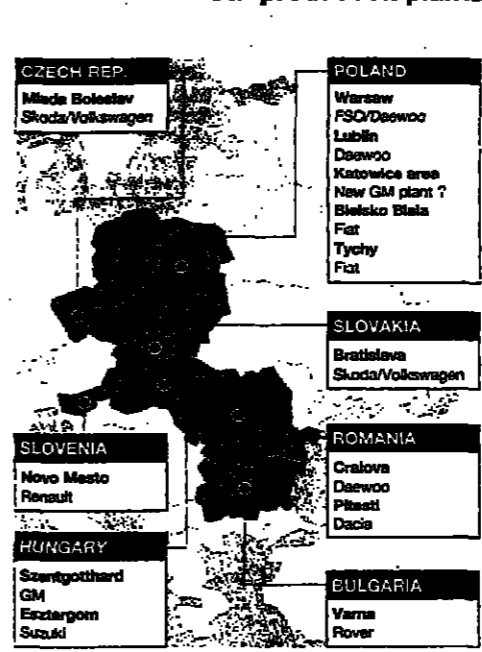 CZECH REP.
Mlada Boleslav
Skoda/Volkswagen
POLAND
Warsaw
FSO/Daewoo
Lublin
Daewoo
Katowice area
New GM plant ?
Bielsko Biala
Fiat
Tychy
Fiat
SLOVAKIA
Bratislava
Skoda/Volkswagen
SLOVENIA
Novo Mesto
Renault
ROMANIA
Craiova
Daewoo
Pitesti
Dacia
HUNGARY
Szentgotthard
GM
Esztergom
Suzuki
BULGARIA
Varna
Rover